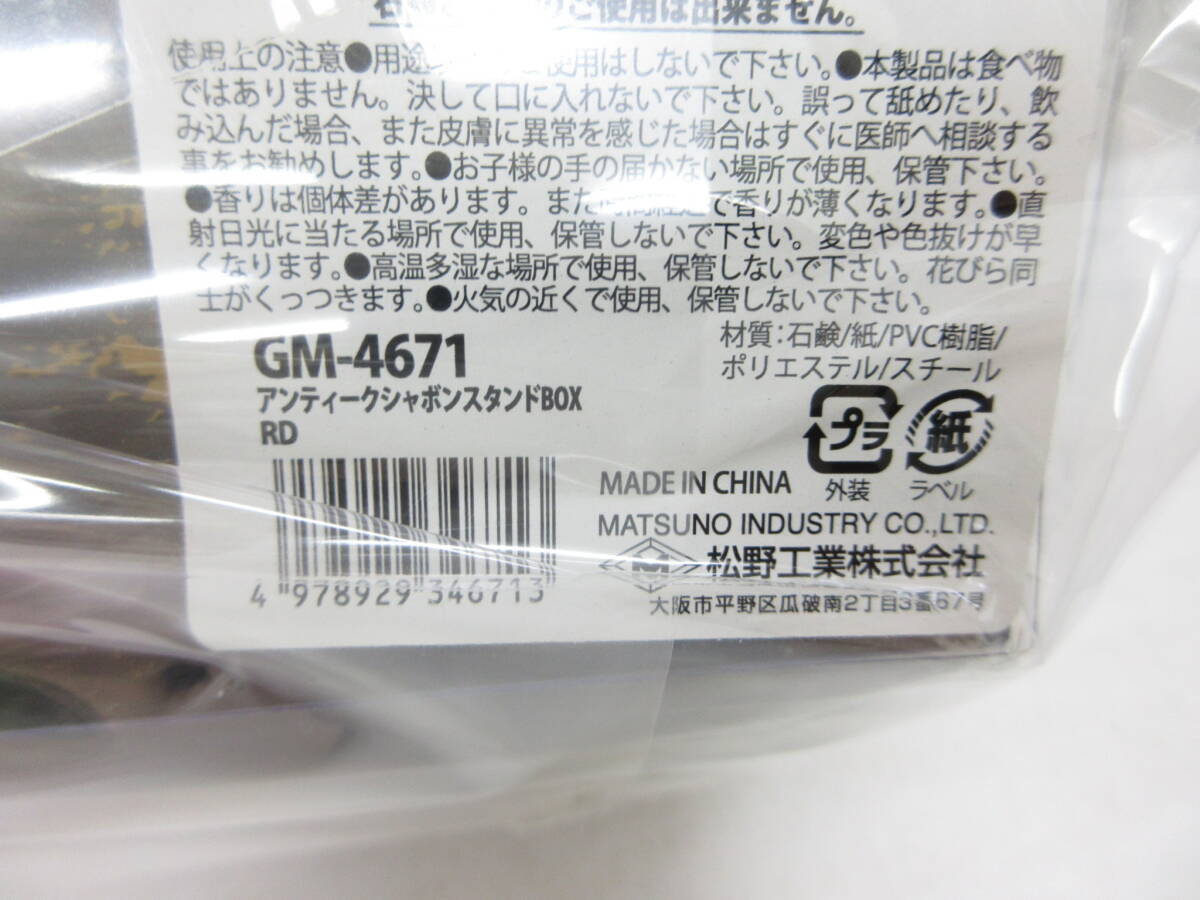 ご使用は出来ません。
使用上の注意●用途 使用はしないで下さい。●本製品は食べ物
ではありません。決して口に入れないで下さい。誤って舐めたり、飲
み込んだ場合、また皮膚に異常を感じた場合はすぐに医師へ相談する
事をお勧めします。●お子様の手の届かない場所で使用、保管下さい。
●香りは個体差があります。また時間経過で香りが薄くなります。●直
射日光に当たる場所で使用、保管しないで下さい。変色や色抜けが早
くなります。●高温多湿な場所で使用、保管しないで下さい。花びら同
士がくっつきます。●火気の近くで使用、保管しないで下さい。
材質:石鹸/紙/PVC樹脂/
ポリエステル/スチール
GM-4671
アンティークシャボンスタンドBOX
RD
プラ
紙
外装
ラベル
MADE IN CHINA
MATSUNO INDUSTRY CO.,LTD.
M
松野工業株式会社
大阪市平野区瓜破南2丁目3番67号
4 978929 346713